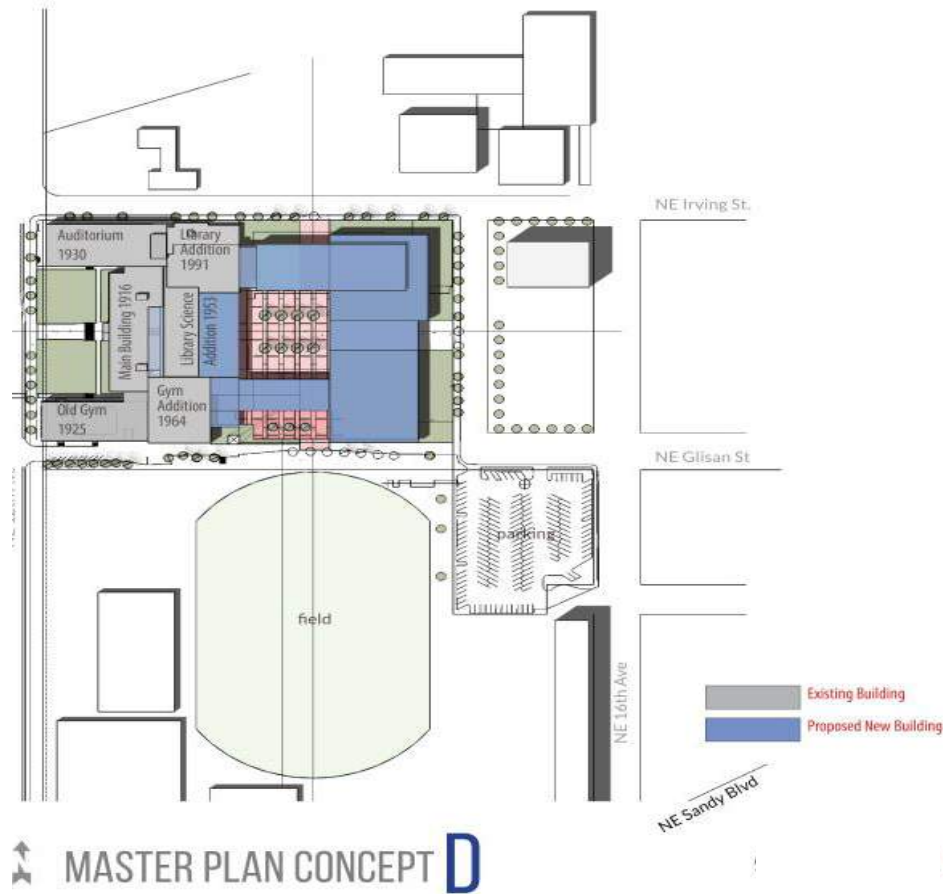 NE Irving St.
Auditorium
1930
Library
Addition
1991
Main Building 1916
Library Science
Addition 1953
Gym
Addition
1964
Old Gym
1925
NE Glisan St
parking
field
NE 16th Ave
Existing Building
Proposed New Building
NE Sandy Blvd
MASTER PLAN CONCEPT D